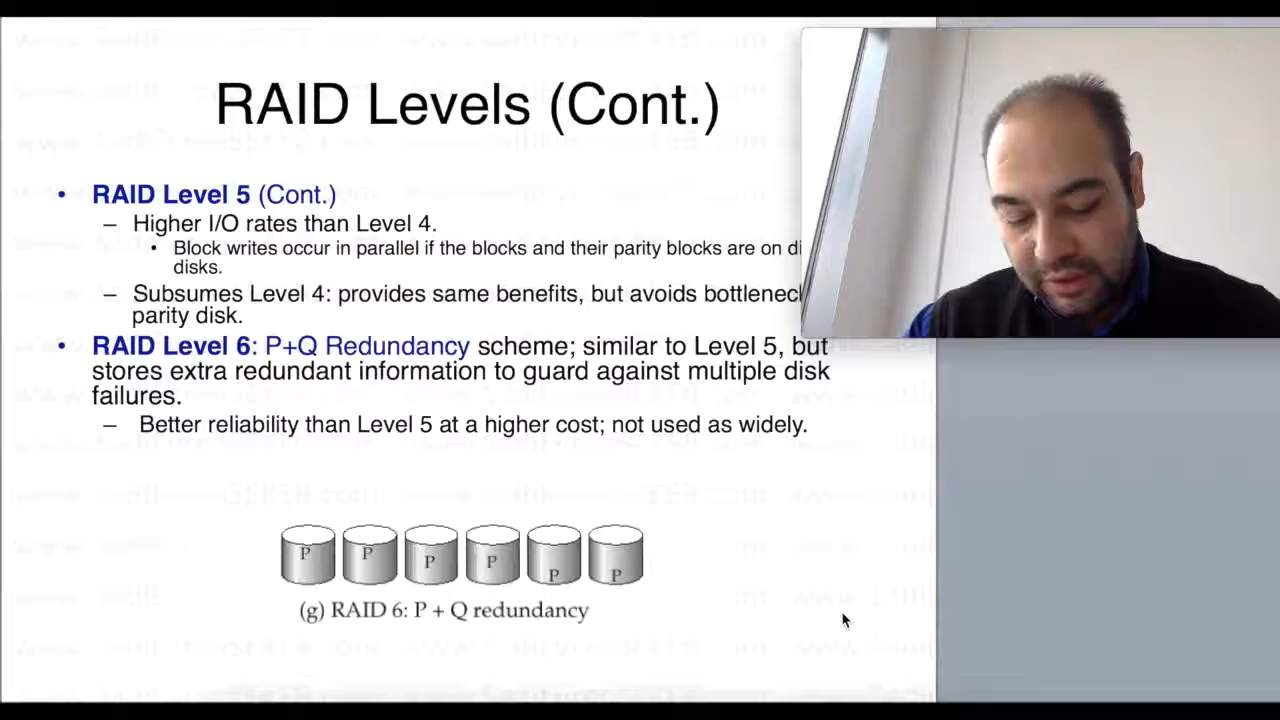 RAID Levels (Cont.)
• RAID Level 5 (Cont.)
– Higher I/O rates than Level 4.
• Block writes occur in parallel if the blocks and their parity blocks are on di
disks.
– Subsumes Level 4: provides same benefits, but avoids bottleneck
parity disk.
• RAID Level 6: P+Q Redundancy scheme; similar to Level 5, but
stores extra redundant information to guard against multiple disk
failures.
– Better reliability than Level 5 at a higher cost; not used as widely.
P P P P P P
(g) RAID 6: P + Q redundancy